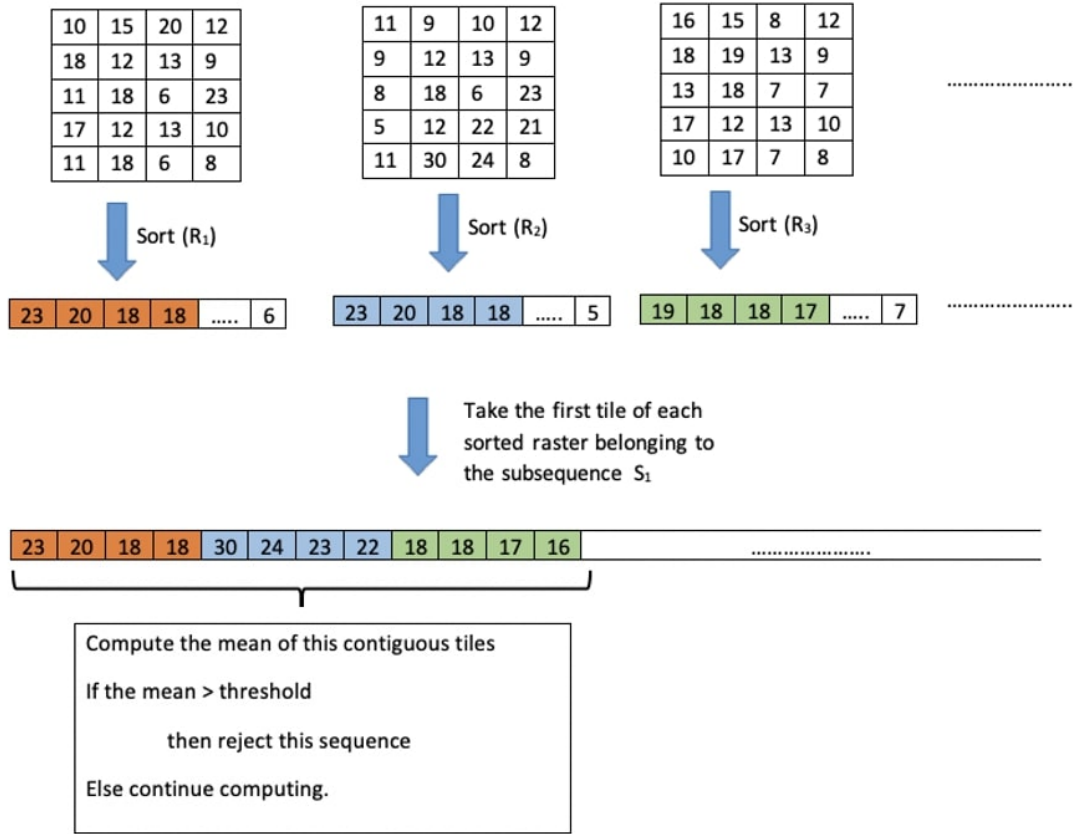 10 15 20 12 11 9 10 12 16 15 8 12
18 12 13 9 9 12 13 9 18 19 13 9
11 18 6 23 8 18 6 23 13 18 7 7
17 12 13 10 5 12 22 21 17 12 13 10
11 18 6 8 11 30 24 8 10 17 7 8
Sort (R₁) Sort (R₂) Sort (R₃)
23 20 18 18 ..... 6 23 20 18 18 ..... 5 19 18 18 17 ..... 7
Take the first tile of each
sorted raster belonging to
the subsequence S₁
23 20 18 18 30 24 23 22 18 18 17 16
Compute the mean of this contiguous tiles
If the mean > threshold
then reject this sequence
Else continue computing.